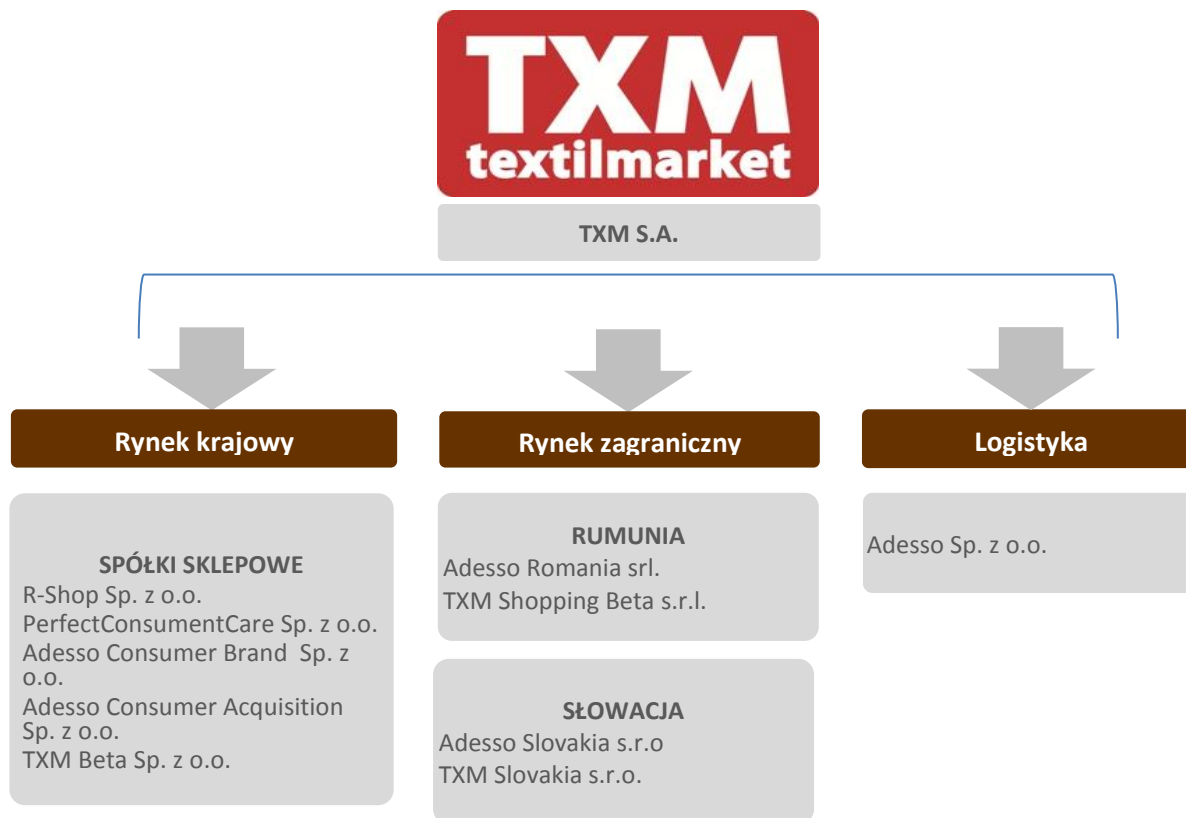 TXM
textilmarket
TXM S.A.
Rynek krajowy
SPÓŁKI SKLEPOWE
R-Shop Sp. z o.o.
PerfectConsumentCare Sp. z o.o.
Adesso Consumer Brand  Sp. z
o.o.
Adesso Consumer Acquisition
Sp. z o.o.
TXM Beta Sp. z o.o.
Rynek zagraniczny
RUMUNIA
Adesso Romania srl.
TXM Shopping Beta s.r.l.
SŁOWACJA
Adesso Slovakia s.r.o
TXM Slovakia s.r.o.
Logistyka
Adesso Sp. z o.o.